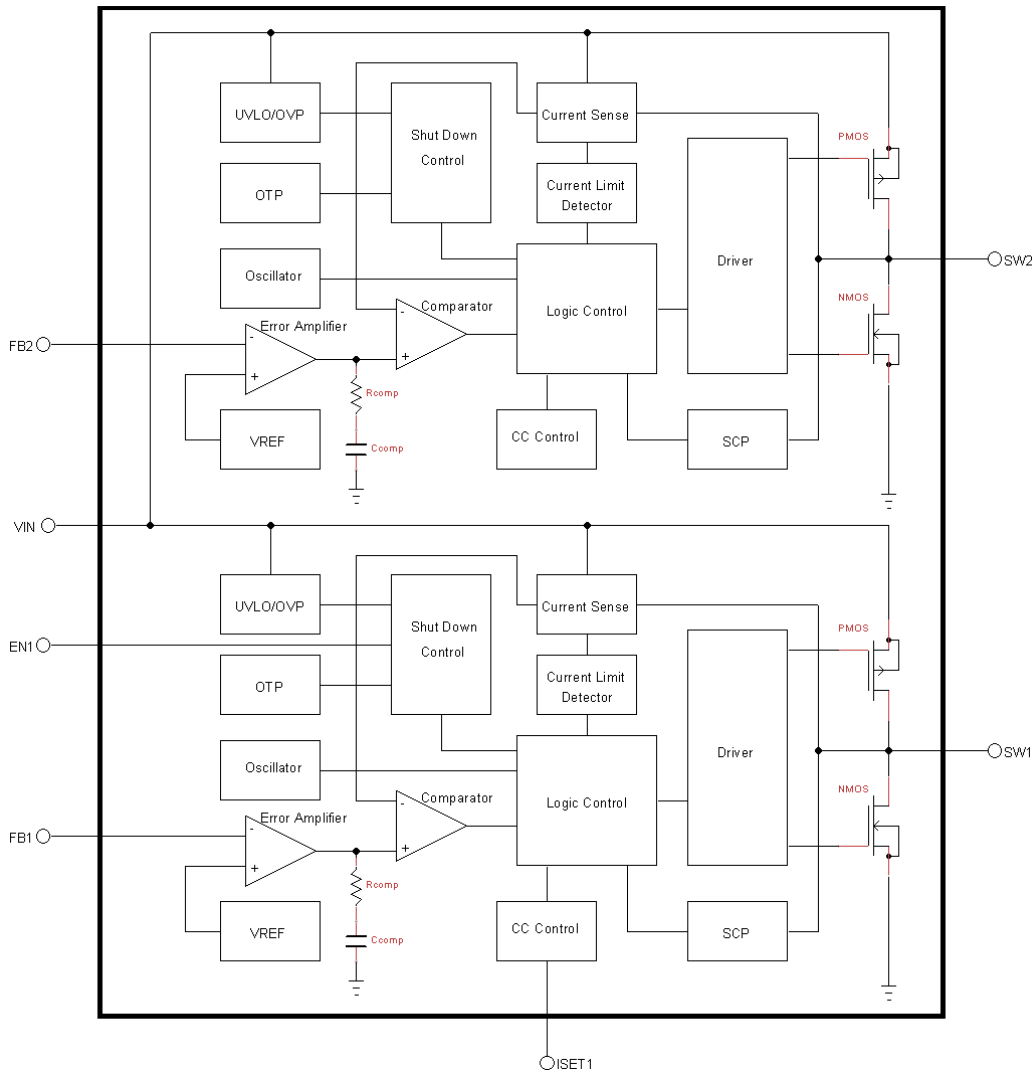 UVLO/OVP
Shut Down
Control
Current Sense
PMOS
OTP
Current Limit
Detector
Driver
SW2
Oscillator
Comparator
-
+
Logic Control
NMOS
Error Amplifier
FB2
-
+
Rcomp
VREF
Ccomp
CC Control
SCP
VIN
UVLO/OVP
Shut Down
Control
Current Sense
PMOS
EN1
OTP
Current Limit
Detector
Driver
SW1
Oscillator
Comparator
-
+
Logic Control
NMOS
Error Amplifier
FB1
-
+
Rcomp
VREF
Ccomp
CC Control
SCP
ISET1